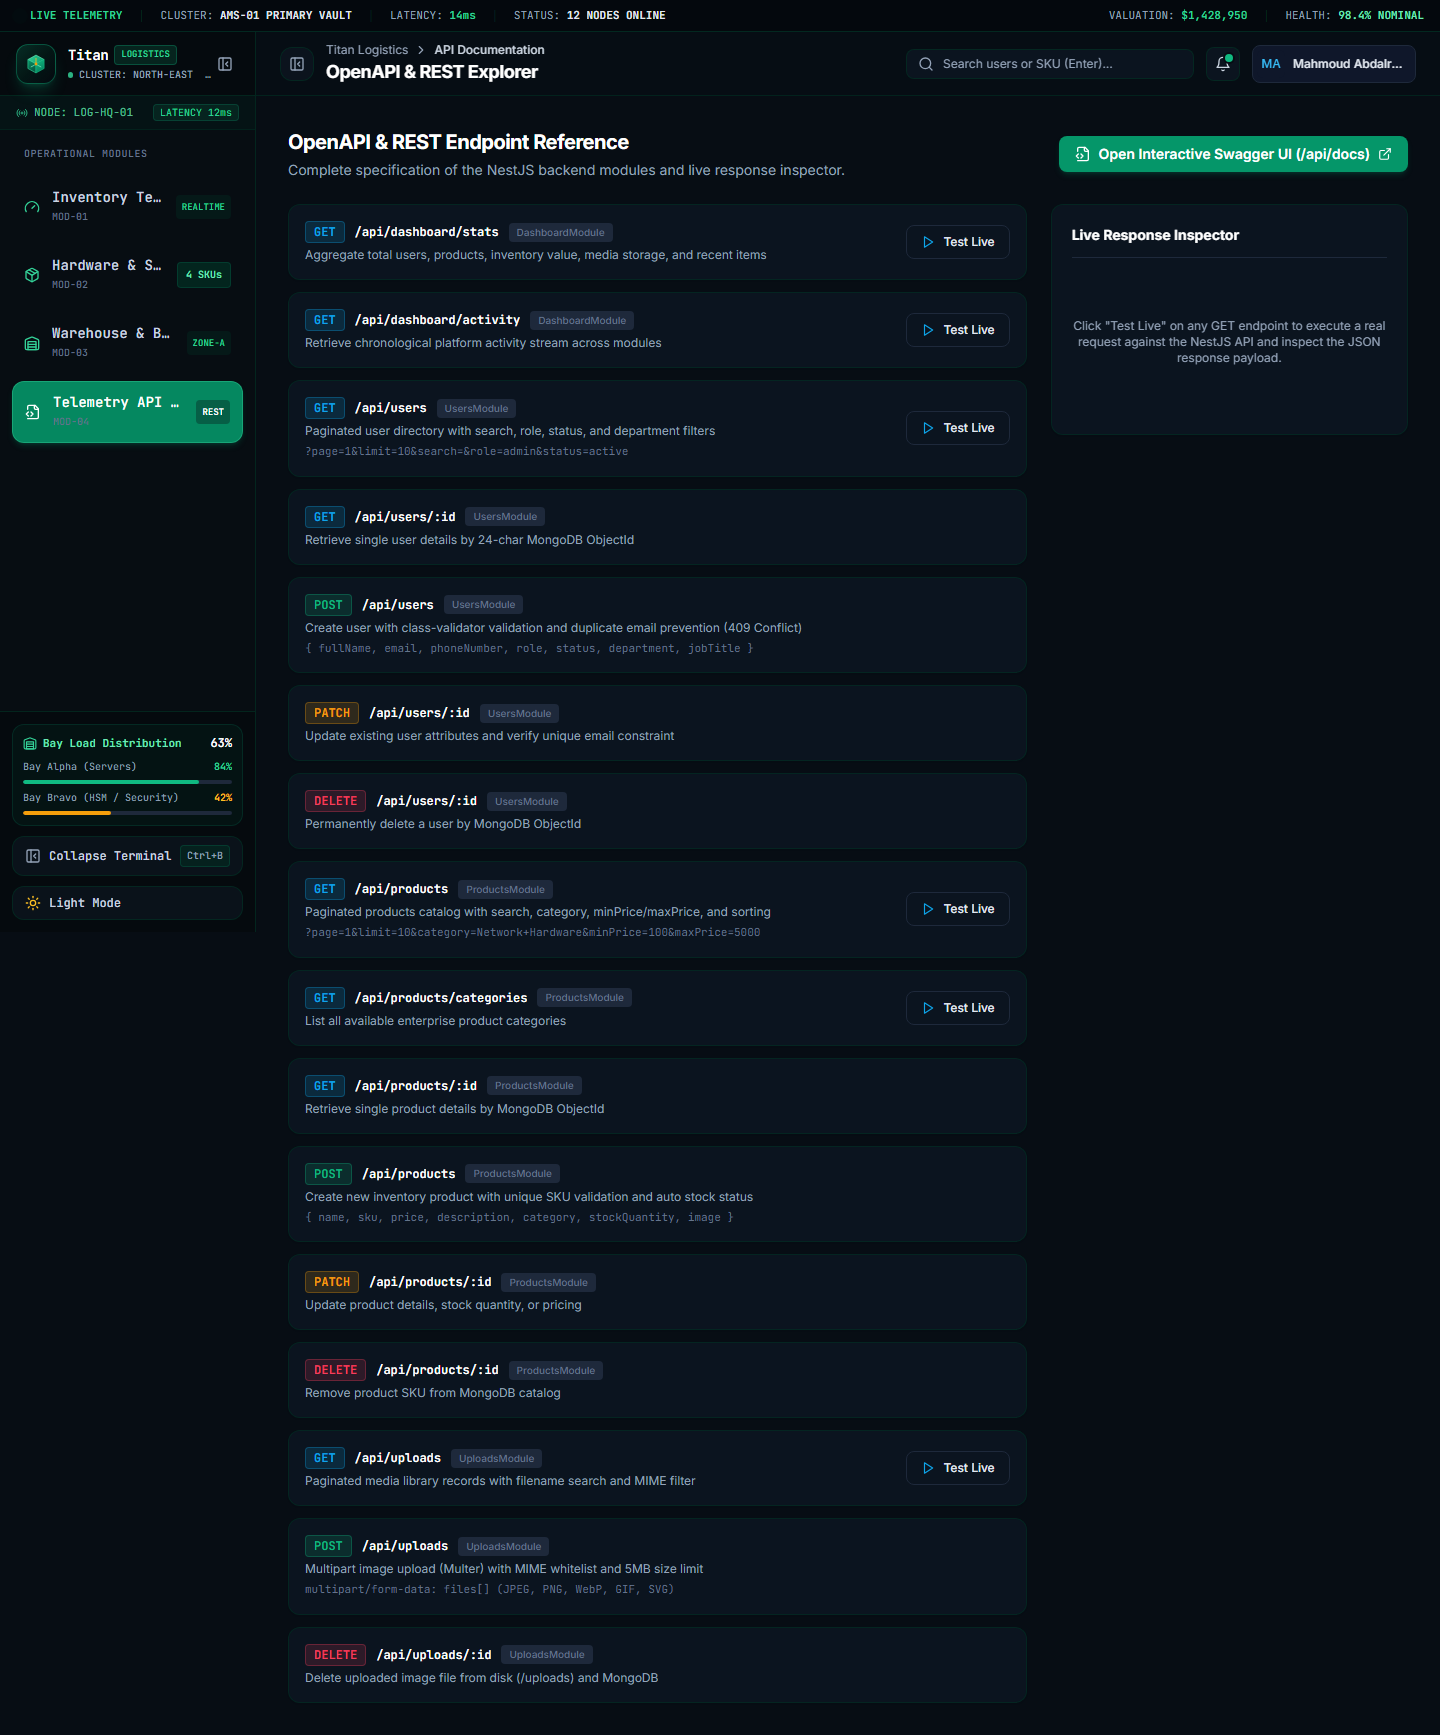 LIVE TELEMETRY CLUSTER: AMS-01 PRIMARY VAULT LATENCY: 14ms STATUS: 12 NODES ONLINE VALUATION: $1,428,950 HEALTH: 98.4% NOMINAL
Titan LOGISTICS
CLUSTER: NORTH-EAST …
NODE: LOG-HQ-01 LATENCY 12ms
OPERATIONAL MODULES
Inventory Te… REALTIME
MOD-01
Hardware & S… 4 SKUs
MOD-02
Warehouse & B… ZONE-A
MOD-03
Telemetry API … REST
MOD-04
Bay Load Distribution 63%
Bay Alpha (Servers) 84%
Bay Bravo (HSM / Security) 42%
Collapse Terminal Ctrl+B
Light Mode
Titan Logistics > API Documentation
OpenAPI & REST Explorer
Search users or SKU (Enter)...
MA Mahmoud Abdalr...
OpenAPI & REST Endpoint Reference
Complete specification of the NestJS backend modules and live response inspector.
Open Interactive Swagger UI (/api/docs)
GET /api/dashboard/stats DashboardModule
Aggregate total users, products, inventory value, media storage, and recent items
Test Live
GET /api/dashboard/activity DashboardModule
Retrieve chronological platform activity stream across modules
Test Live
GET /api/users UsersModule
Paginated user directory with search, role, status, and department filters
?page=1&limit=10&search=&role=admin&status=active
Test Live
GET /api/users/:id UsersModule
Retrieve single user details by 24-char MongoDB ObjectId
POST /api/users UsersModule
Create user with class-validator validation and duplicate email prevention (409 Conflict)
{ fullName, email, phoneNumber, role, status, department, jobTitle }
PATCH /api/users/:id UsersModule
Update existing user attributes and verify unique email constraint
DELETE /api/users/:id UsersModule
Permanently delete a user by MongoDB ObjectId
GET /api/products ProductsModule
Paginated products catalog with search, category, minPrice/maxPrice, and sorting
?page=1&limit=10&category=Network+Hardware&minPrice=100&maxPrice=5000
Test Live
GET /api/products/categories ProductsModule
List all available enterprise product categories
Test Live
GET /api/products/:id ProductsModule
Retrieve single product details by MongoDB ObjectId
POST /api/products ProductsModule
Create new inventory product with unique SKU validation and auto stock status
{ name, sku, price, description, category, stockQuantity, image }
PATCH /api/products/:id ProductsModule
Update product details, stock quantity, or pricing
DELETE /api/products/:id ProductsModule
Remove product SKU from MongoDB catalog
GET /api/uploads UploadsModule
Paginated media library records with filename search and MIME filter
Test Live
POST /api/uploads UploadsModule
Multipart image upload (Multer) with MIME whitelist and 5MB size limit
multipart/form-data: files[] (JPEG, PNG, WebP, GIF, SVG)
DELETE /api/uploads/:id UploadsModule
Delete uploaded image file from disk (/uploads) and MongoDB
Live Response Inspector
Click "Test Live" on any GET endpoint to execute a real
request against the NestJS API and inspect the JSON
response payload.